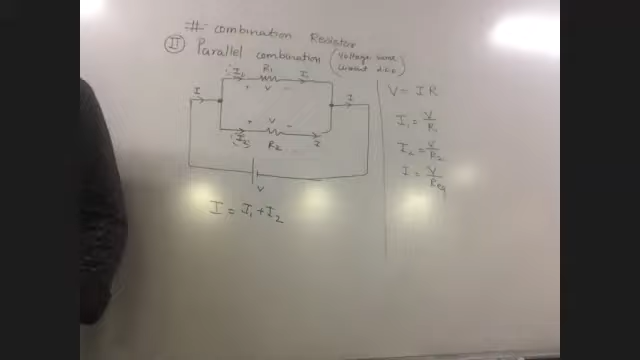 # combination Resistor
II Parallel combination (Voltage same
current divi)
I1 R1 I
+ V -
I I
+ V -
R2 I
V
I = I1 + I2
V = IR
I1 = V/R1
I2 = V/R2
I = V/Req